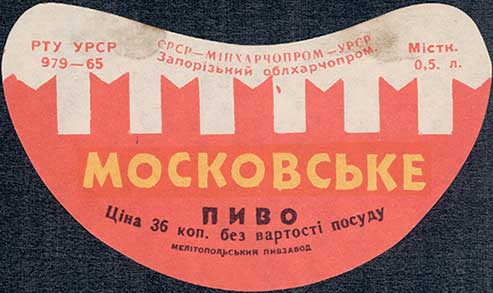 РТУ УРСР
979—65
СРСР—МІНХАРЧОПРОМ—УРСР
Запорізький облхарчопром.
Містк.
0,5. л.
МОСКОВСЬКЕ
ПИВО
Ціна 36 коп. без вартості посуду
МЕЛІТОПОЛЬСЬКИЙ ПИВЗАВОД